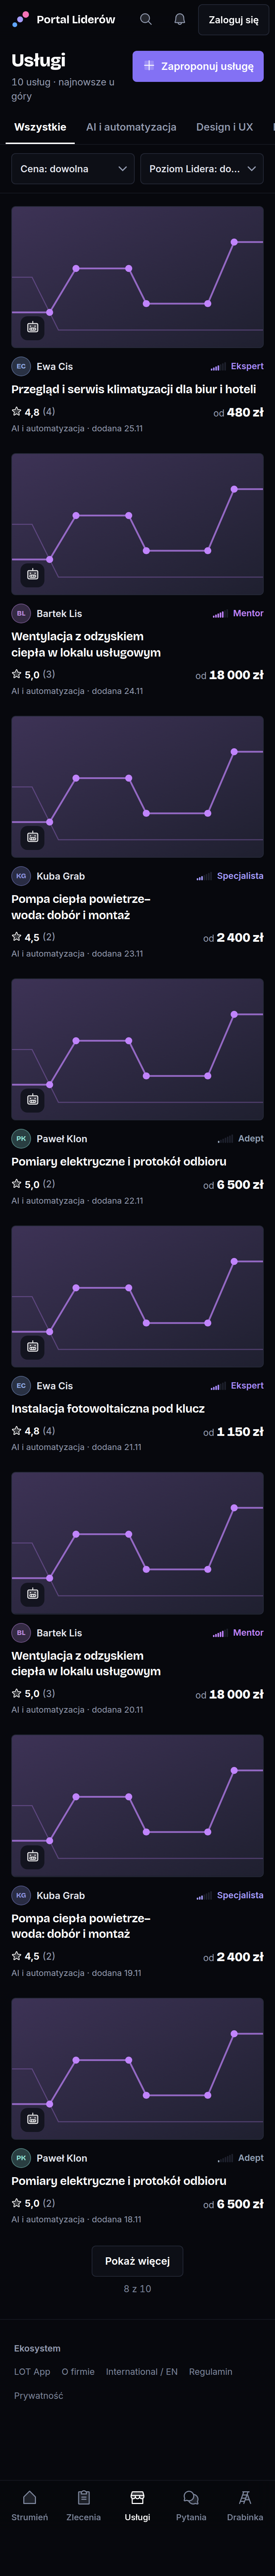 Portal Liderów
Zaloguj się
Usługi
10 usług · najnowsze u
góry
Zaproponuj usługę
Wszystkie
AI i automatyzacja
Design i UX
Cena: dowolna
Poziom Lidera: do...
EC
Ewa Cis
Ekspert
Przegląd i serwis klimatyzacji dla biur i hoteli
4,8 (4)
od 480 zł
AI i automatyzacja · dodana 25.11
BL
Bartek Lis
Mentor
Wentylacja z odzyskiem
ciepła w lokalu usługowym
5,0 (3)
od 18 000 zł
AI i automatyzacja · dodana 24.11
KG
Kuba Grab
Specjalista
Pompa ciepła powietrze–
woda: dobór i montaż
4,5 (2)
od 2 400 zł
AI i automatyzacja · dodana 23.11
PK
Paweł Klon
Adept
Pomiary elektryczne i protokół odbioru
5,0 (2)
od 6 500 zł
AI i automatyzacja · dodana 22.11
EC
Ewa Cis
Ekspert
Instalacja fotowoltaiczna pod klucz
4,8 (4)
od 1 150 zł
AI i automatyzacja · dodana 21.11
BL
Bartek Lis
Mentor
Wentylacja z odzyskiem
ciepła w lokalu usługowym
5,0 (3)
od 18 000 zł
AI i automatyzacja · dodana 20.11
KG
Kuba Grab
Specjalista
Pompa ciepła powietrze–
woda: dobór i montaż
4,5 (2)
od 2 400 zł
AI i automatyzacja · dodana 19.11
PK
Paweł Klon
Adept
Pomiary elektryczne i protokół odbioru
5,0 (2)
od 6 500 zł
AI i automatyzacja · dodana 18.11
Pokaż więcej
8 z 10
Ekosystem
LOT App
O firmie
International / EN
Regulamin
Prywatność
Strumień
Zlecenia
Usługi
Pytania
Drabinka